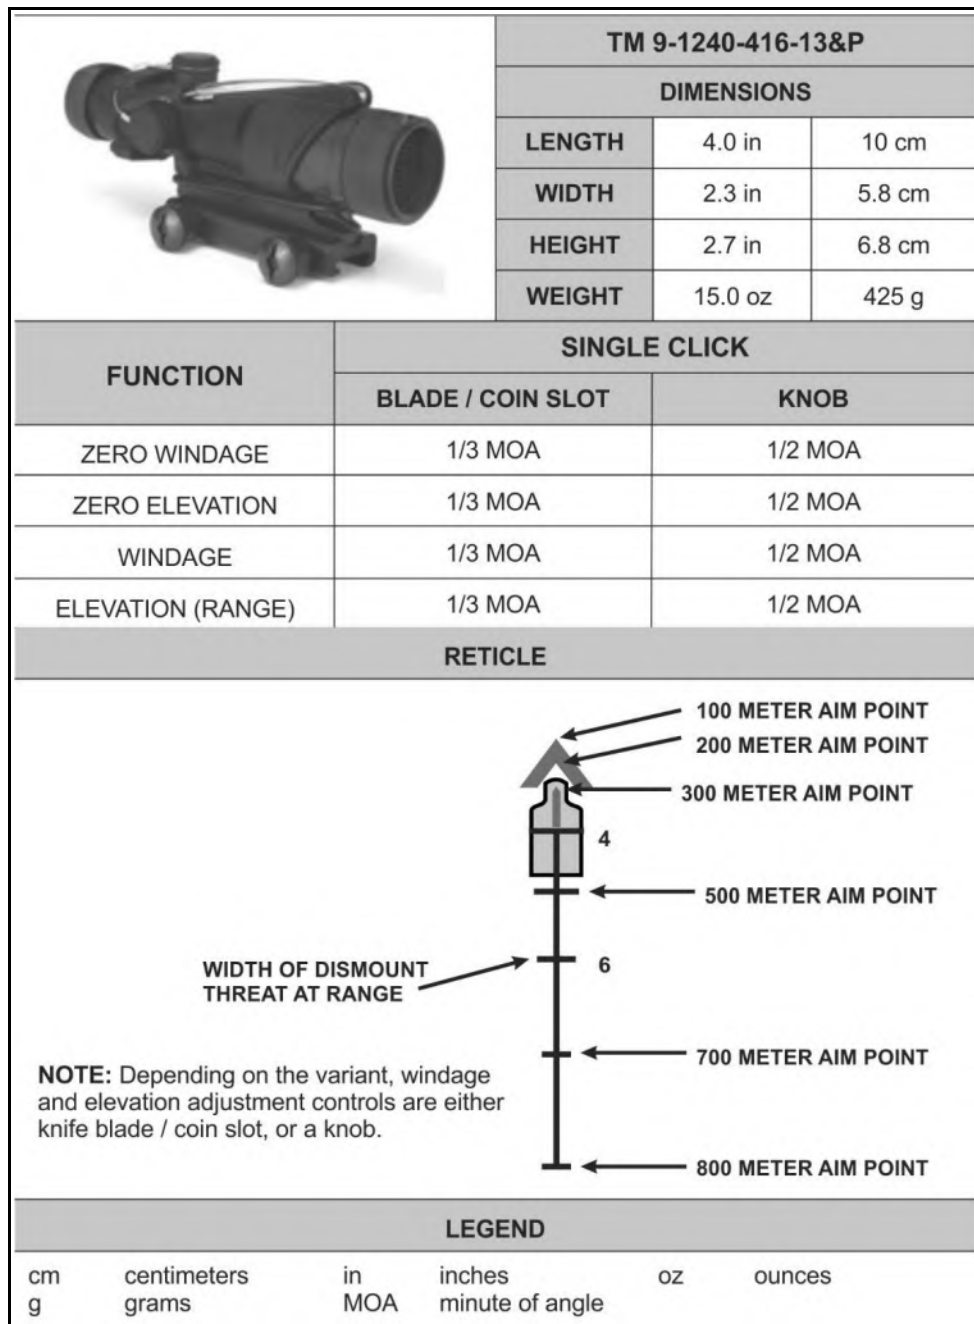 TM 9-1240-416-13&P
DIMENSIONS
LENGTH 4.0 in 10 cm
WIDTH 2.3 in 5.8 cm
HEIGHT 2.7 in 6.8 cm
WEIGHT 15.0 oz 425 g
FUNCTION
SINGLE CLICK
BLADE / COIN SLOT KNOB
ZERO WINDAGE 1/3 MOA 1/2 MOA
ZERO ELEVATION 1/3 MOA 1/2 MOA
WINDAGE 1/3 MOA 1/2 MOA
ELEVATION (RANGE) 1/3 MOA 1/2 MOA
RETICLE
100 METER AIM POINT
200 METER AIM POINT
300 METER AIM POINT
4
500 METER AIM POINT
6
WIDTH OF DISMOUNT
THREAT AT RANGE
700 METER AIM POINT
NOTE: Depending on the variant, windage
and elevation adjustment controls are either
knife blade / coin slot, or a knob.
800 METER AIM POINT
LEGEND
cm centimeters in inches oz ounces
g grams MOA minute of angle